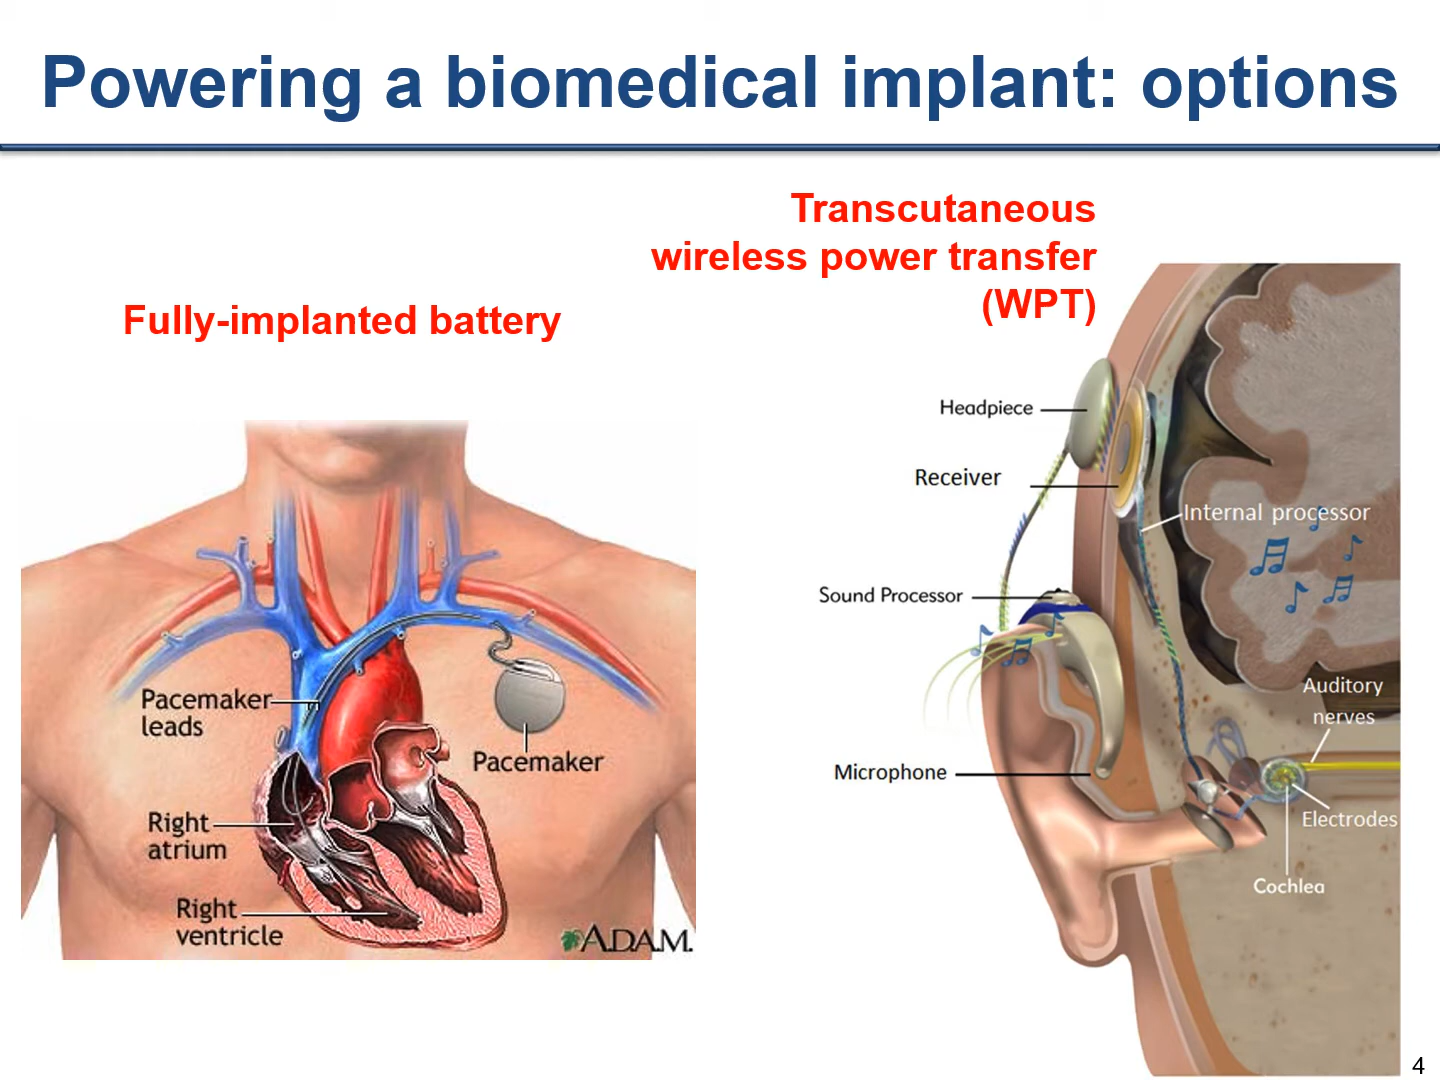 Powering a biomedical implant: options
Transcutaneous
wireless power transfer
(WPT)
Fully-implanted battery
Pacemaker
leads
Pacemaker
Right
atrium
Right
ventricle
A.D.A.M.
Headpiece
Receiver
Internal processor
Sound Processor
Auditory
nerves
Microphone
Electrodes
Cochlea
4